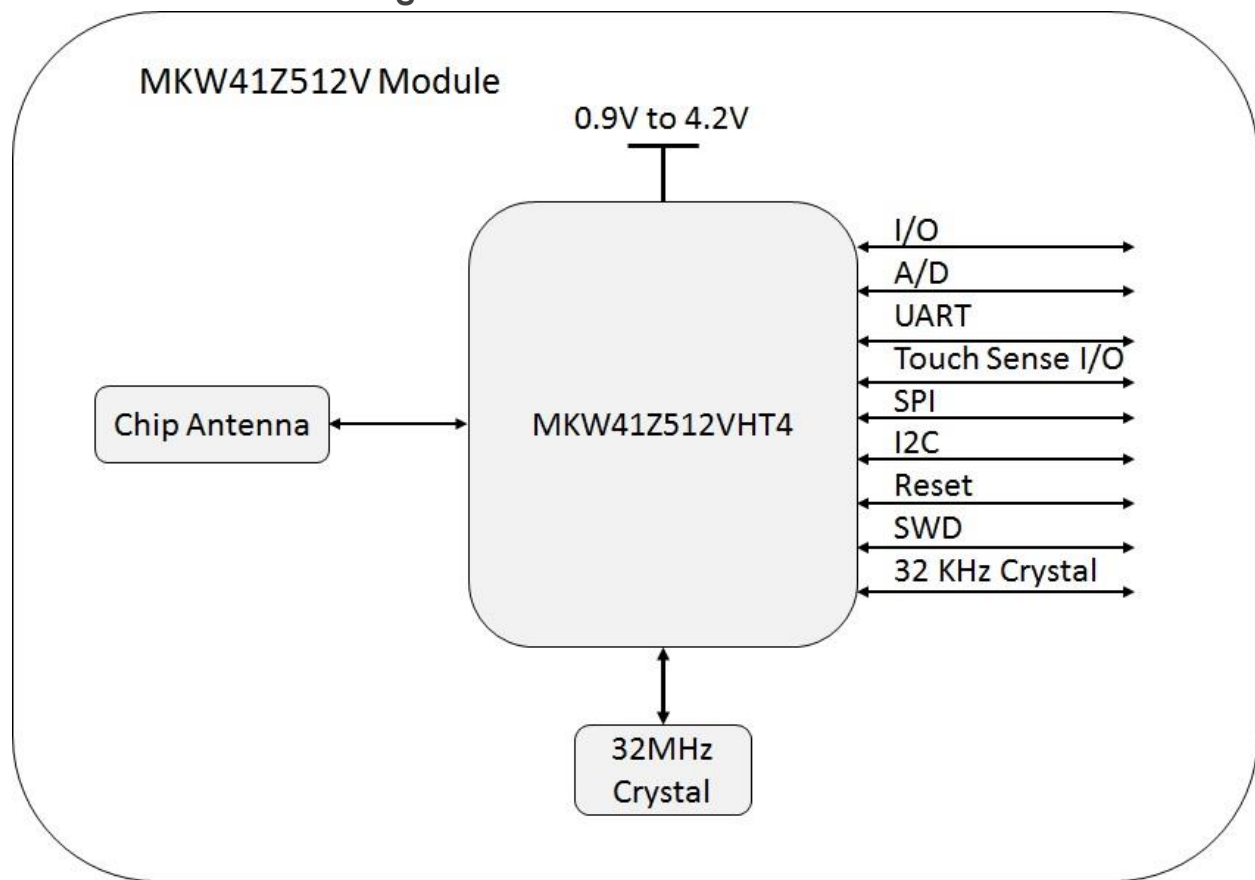 MKW41Z512V Module
0.9V to 4.2V
I/O
A/D
UART
Touch Sense I/O
SPI
I2C
Reset
SWD
32 KHz Crystal
Chip Antenna
MKW41Z512VHT4
32MHz
Crystal